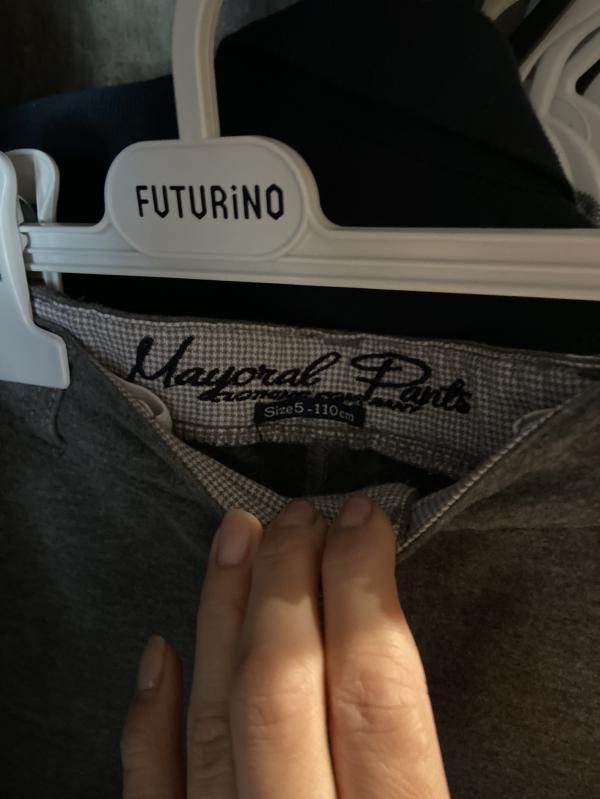 FUTURiNO
Mayoral Pants
Size5-110cm